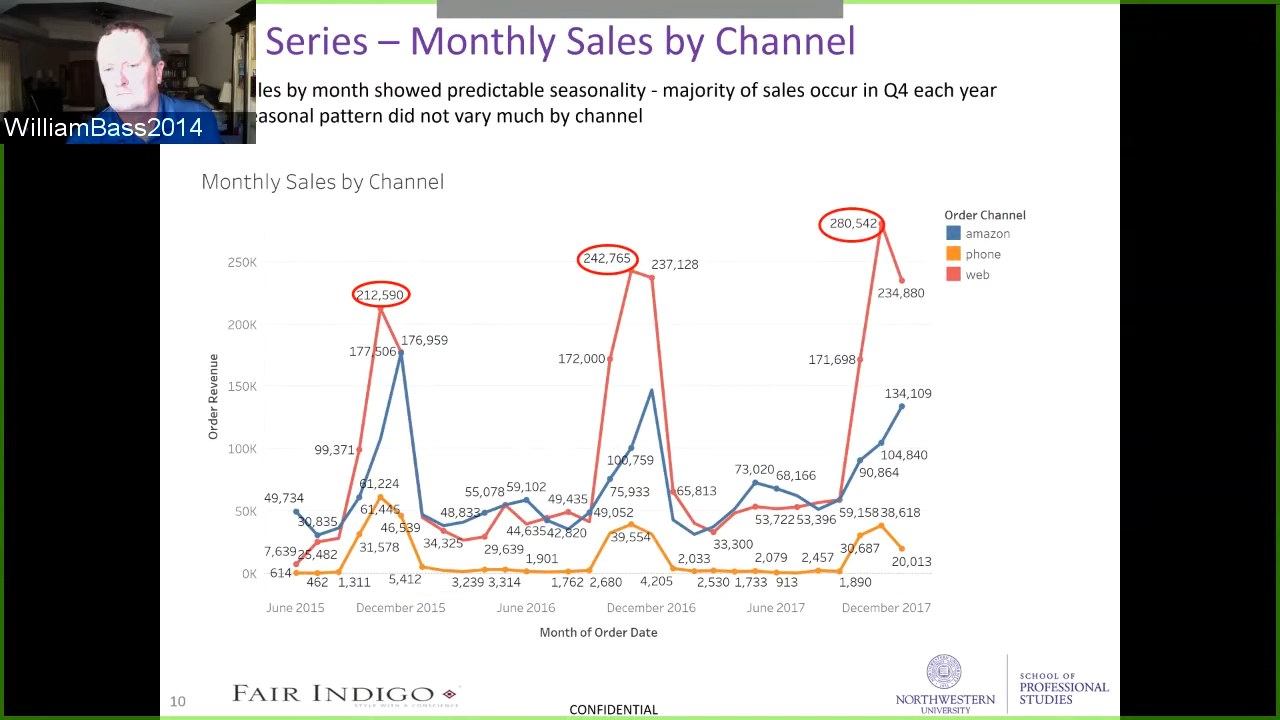 Series – Monthly Sales by Channel
les by month showed predictable seasonality - majority of sales occur in Q4 each year
easonal pattern did not vary much by channel
WilliamBass2014
Monthly Sales by Channel
Order Channel
amazon
phone
web
Order Revenue
250K
200K
150K
100K
50K
0K
280,542
242,765
237,128
234,880
212,590
176,959
177,506
172,000
171,698
134,109
99,371
100,759
104,840
90,864
73,020
68,166
65,813
61,224
61,445
75,933
59,102
55,078
49,734
48,833
49,435
49,052
59,158
38,618
30,835
46,539
44,635
42,820
53,722
53,396
7,639
25,482
31,578
34,325
29,639
39,554
33,300
30,687
1,901
2,033
2,079
2,457
20,013
614
462
1,311
5,412
3,239
3,314
1,762
2,680
4,205
2,530
1,733
913
1,890
June 2015
December 2015
June 2016
December 2016
June 2017
December 2017
Month of Order Date
10
FAIR INDIGO
STYLE WITH A CONSCIENCE
CONFIDENTIAL
NORTHWESTERN
UNIVERSITY
SCHOOL OF
PROFESSIONAL
STUDIES